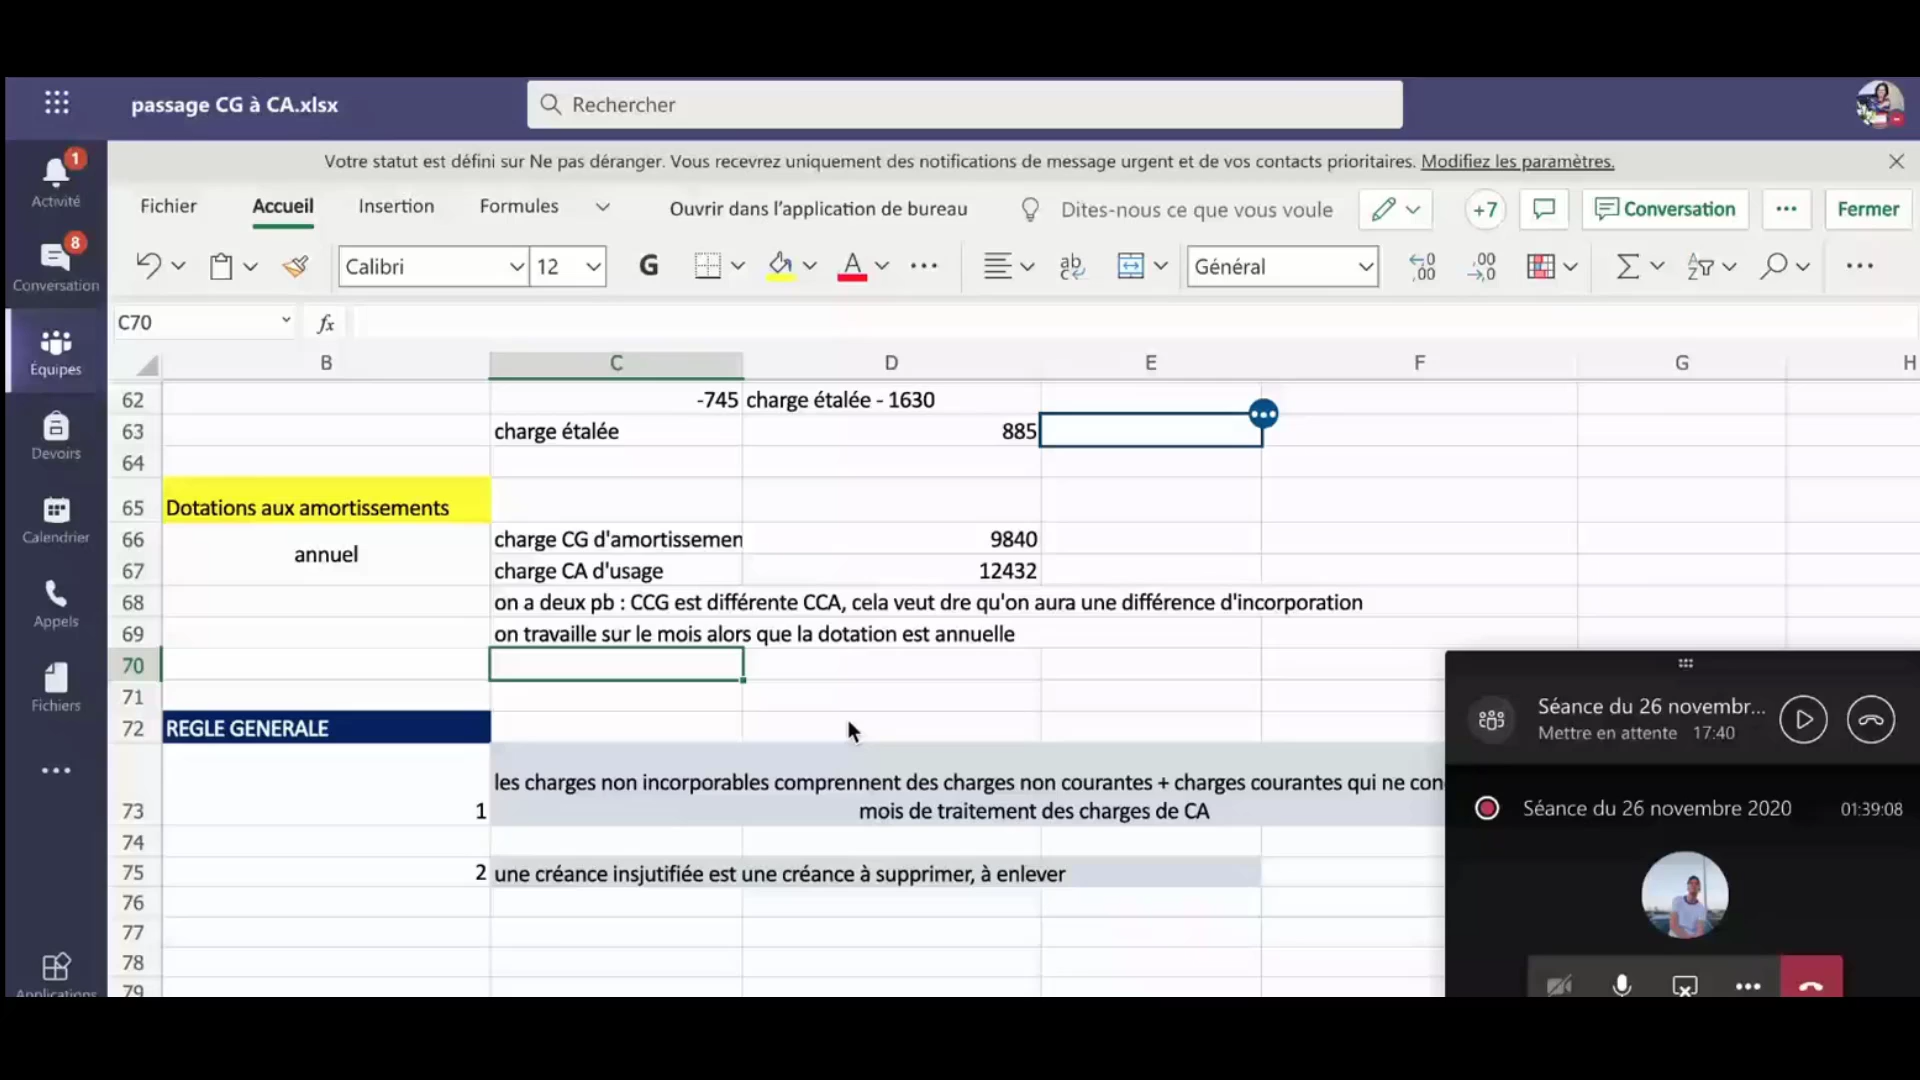 passage CG à CA.xlsx
Rechercher
Votre statut est défini sur Ne pas déranger. Vous recevrez uniquement des notifications de message urgent et de vos contacts prioritaires. Modifiez les paramètres.
1
Activité
8
Conversation
Équipes
Devoirs
Calendrier
Appels
Fichiers
Applications
Fichier Accueil Insertion Formules Ouvrir dans l'application de bureau Dites-nous ce que vous voule +7 Conversation Fermer
Calibri 12 G A ab Général ,00 ,00
C70 fx
B C D E F G H
62 -745 charge étalée - 1630
63 charge étalée 885
64
65 Dotations aux amortissements
66 charge CG d'amortissemen 9840
annuel
67 charge CA d'usage 12432
68 on a deux pb : CCG est différente CCA, cela veut dre qu'on aura une différence d'incorporation
69 on travaille sur le mois alors que la dotation est annuelle
70
71
72 REGLE GENERALE
les charges non incorporables comprennent des charges non courantes + charges courantes qui ne con
73 1 mois de traitement des charges de CA
74
75 2 une créance insjutifiée est une créance à supprimer, à enlever
76
77
78
79
Séance du 26 novembr...
Mettre en attente 17:40
Séance du 26 novembre 2020 01:39:08